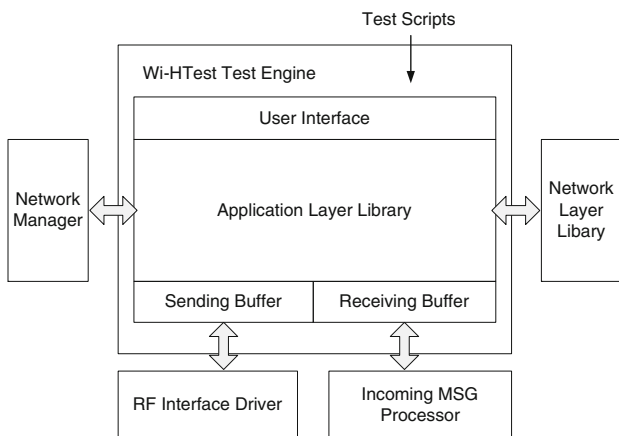 Test Scripts
Wi-HTest Test Engine
User Interface
Network
Manager
Application Layer Library
Network
Layer
Libary
Sending Buffer
Receiving Buffer
RF Interface Driver
Incoming MSG
Processor